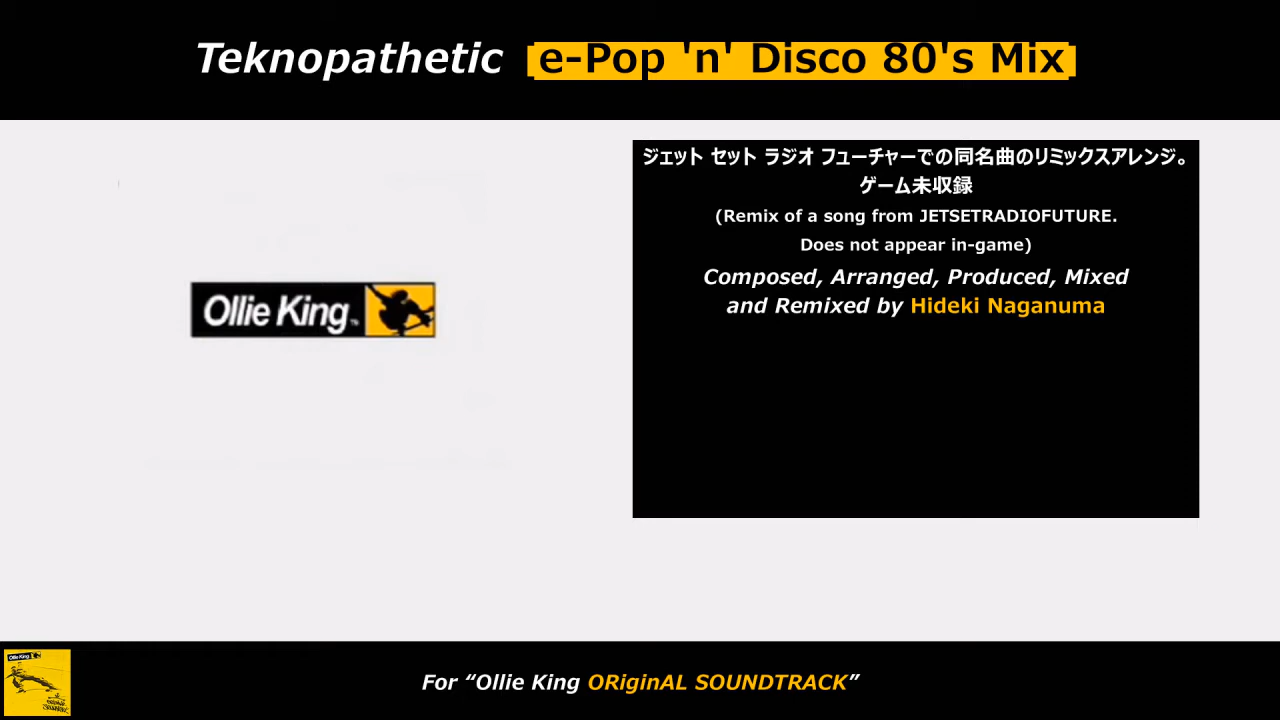 Teknopathetic e-Pop 'n' Disco 80's Mix
ジェット セット ラジオ フューチャーでの同名曲のリミックスアレンジ。
ゲーム未収録
(Remix of a song from JETSETRADIOFUTURE.
Does not appear in-game)
Composed, Arranged, Produced, Mixed
and Remixed by Hideki Naganuma
Ollie King™
Ollie King
For “Ollie King ORiginAL SOUNDTRACK”